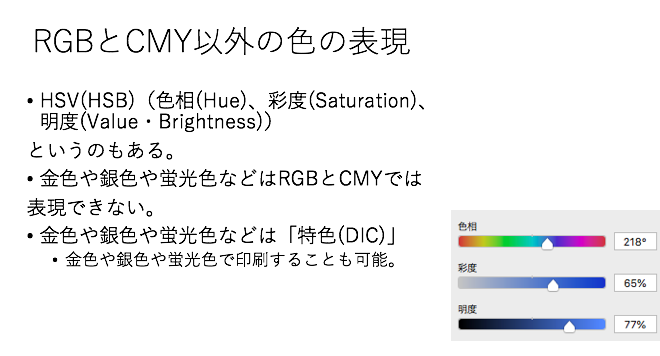 RGBとCMY以外の色の表現
• HSV(HSB)（色相(Hue)、彩度(Saturation)、
明度(Value・Brightness)）
というのもある。
• 金色や銀色や蛍光色などはRGBとCMYでは
表現できない。
• 金色や銀色や蛍光色などは「特色(DIC)」
• 金色や銀色や蛍光色で印刷することも可能。
色相
218°
彩度
65%
明度
77%